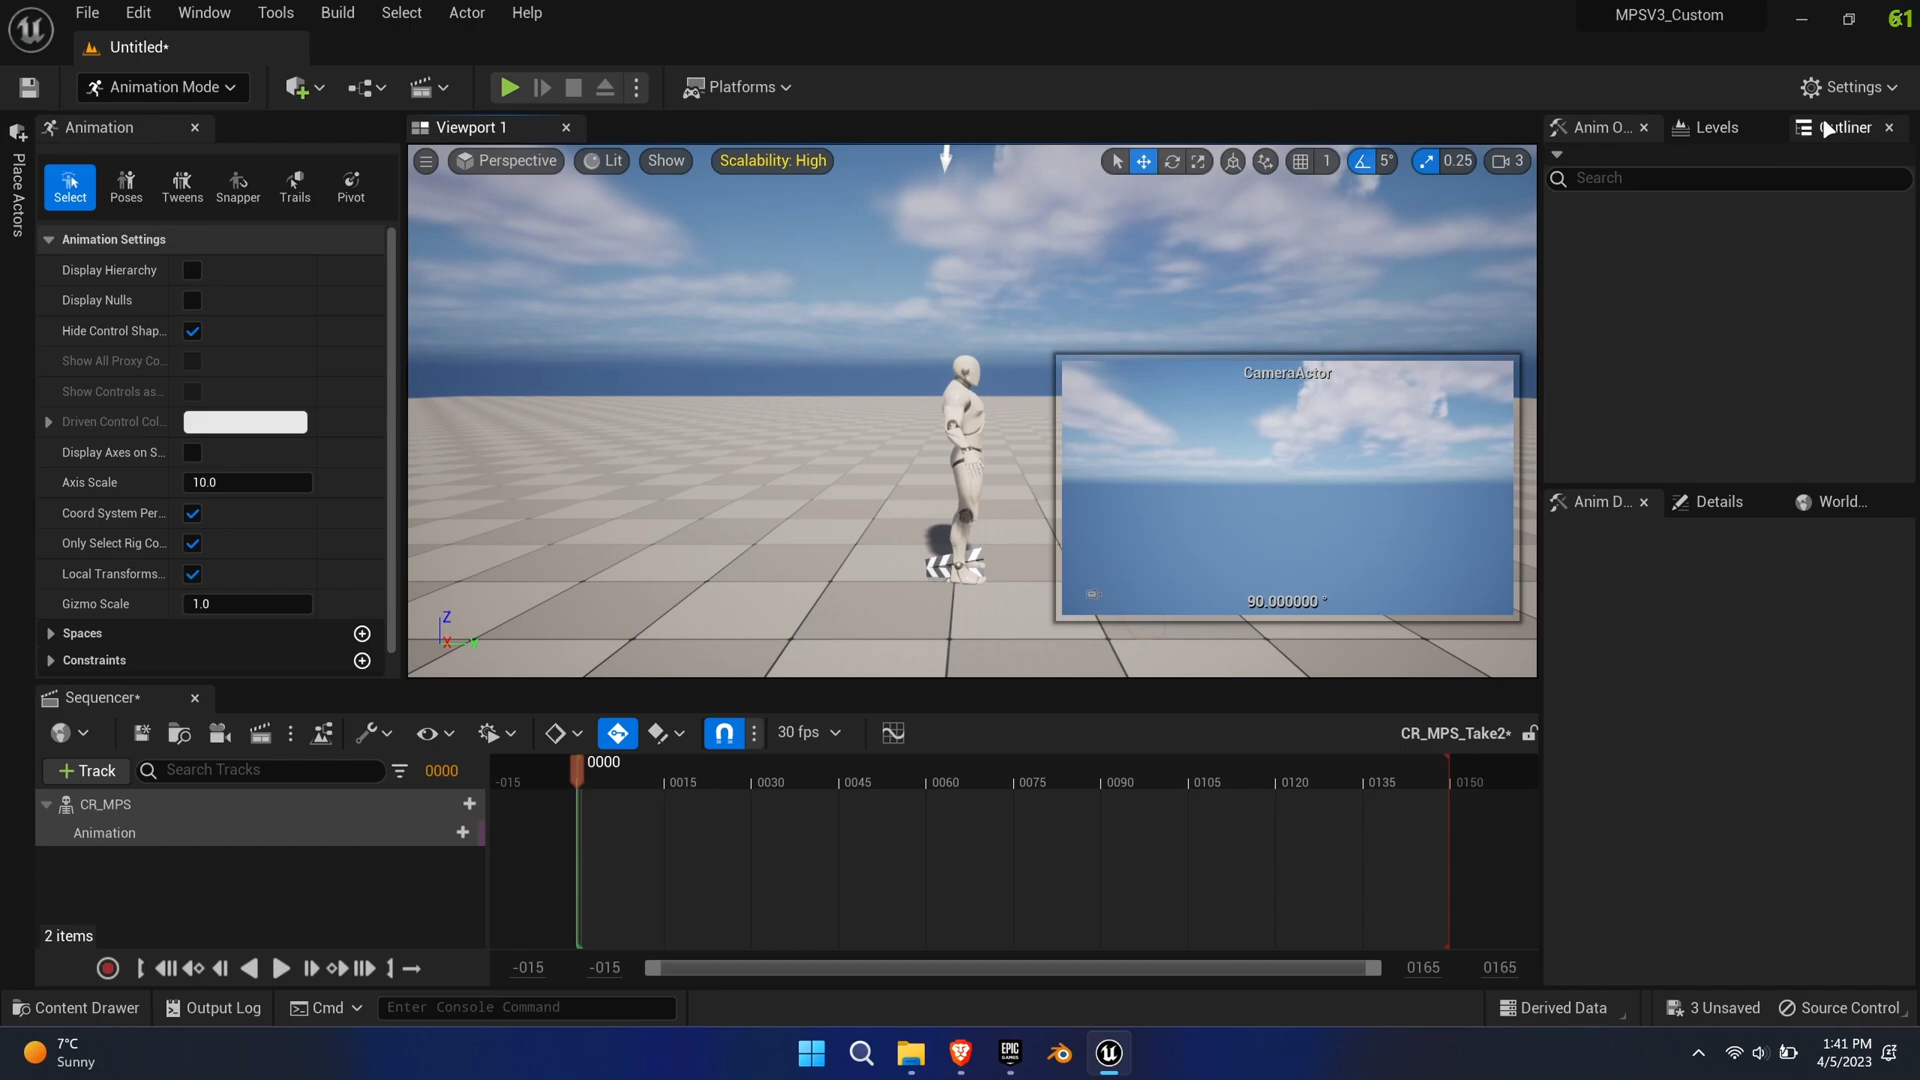 File Edit Window Tools Build Select Actor Help
MPSV3_Custom
61
Untitled*
Animation Mode
Platforms
Settings
Place Actors
Animation
Viewport 1
Anim O...
Levels
Outliner
Select
Poses
Tweens
Snapper
Trails
Pivot
Perspective
Lit
Show
Scalability: High
1
5°
0.25
3
Search
Animation Settings
Display Hierarchy
Display Nulls
Hide Control Shap...
Show All Proxy Co...
Show Controls as...
Driven Control Col...
Display Axes on S...
Axis Scale 10.0
Coord System Per...
Only Select Rig Co...
Local Transforms...
Gizmo Scale 1.0
Spaces
Constraints
CameraActor
90.000000 °
Z
X Y
Anim D...
Details
World...
Sequencer*
30 fps
CR_MPS_Take2*
Track
Search Tracks
0000
0000
-015 0015 0030 0045 0060 0075 0090 0105 0120 0135 0150
CR_MPS
Animation
2 items
-015 -015 0165 0165
Content Drawer
Output Log
Cmd
Enter Console Command
Derived Data
3 Unsaved
Source Control
7°C
Sunny
EPIC
GAMES
1:41 PM
4/5/2023